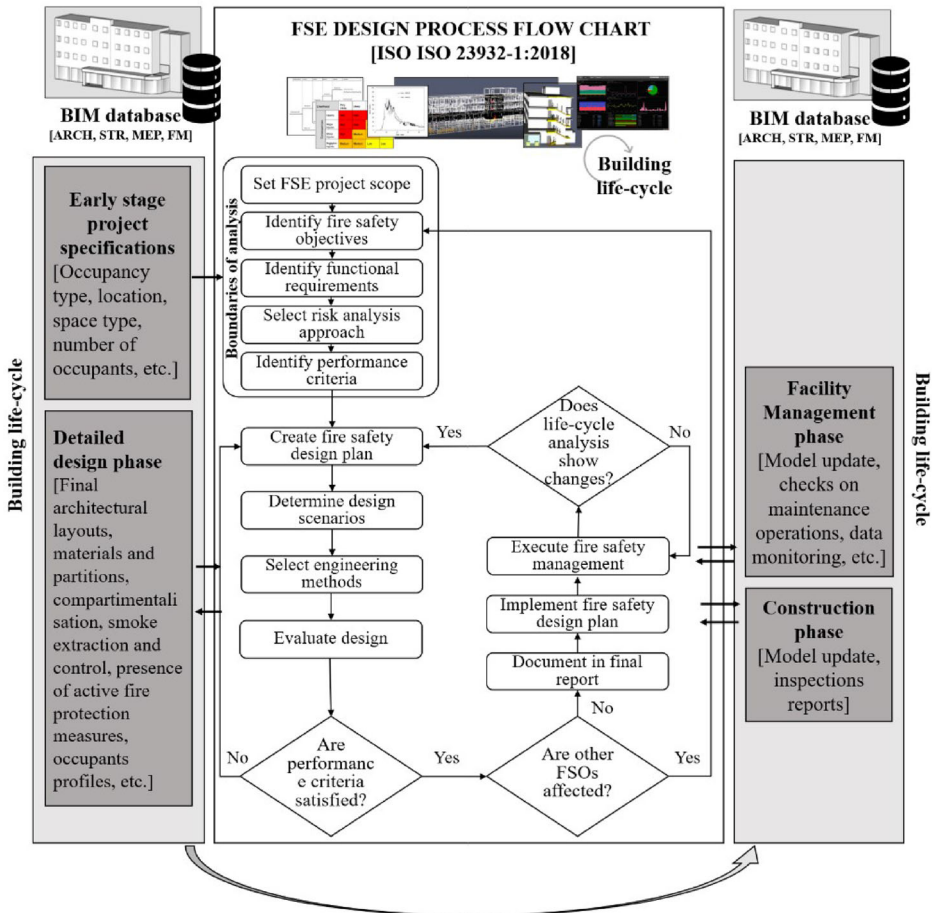 FSE DESIGN PROCESS FLOW CHART
[ISO ISO 23932-1:2018]
BIM database
[ARCH, STR, MEP, FM]
Building life-cycle
Early stage
project
specifications
[Occupancy
type, location,
space type,
number of
occupants, etc.]
Detailed
design phase
[Final
architectural
layouts,
materials and
partitions,
compartimentali
sation, smoke
extraction and
control, presence
of active fire
protection
measures,
occupants
profiles, etc.]
Building
life-cycle
Boundaries of analysis
Set FSE project scope
Identify fire safety
objectives
Identify functional
requirements
Select risk analysis
approach
Identify performance
criteria
Create fire safety
design plan
Determine design
scenarios
Select engineering
methods
Evaluate design
Are
performanc
e criteria
satisfied?
No
Yes
Are other
FSOs
affected?
Yes
No
Document in final
report
Implement fire safety
design plan
Execute fire safety
management
Does
life-cycle
analysis
show
changes?
Yes
No
BIM database
[ARCH, STR, MEP, FM]
Facility
Management
phase
[Model update,
checks on
maintenance
operations, data
monitoring, etc.]
Construction
phase
[Model update,
inspections
reports]
Building life-cycle